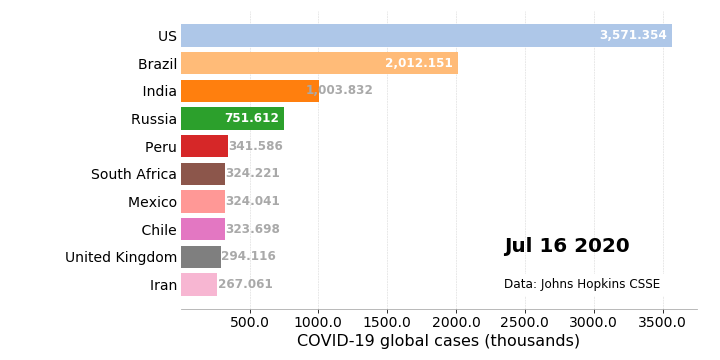 US 3,571.354
Brazil 2,012.151
India 1,003.832
Russia 751.612
Peru 341.586
South Africa 324.221
Mexico 324.041
Chile 323.698
United Kingdom 294.116
Iran 267.061
Jul 16 2020
Data: Johns Hopkins CSSE
500.0 1000.0 1500.0 2000.0 2500.0 3000.0 3500.0
COVID-19 global cases (thousands)